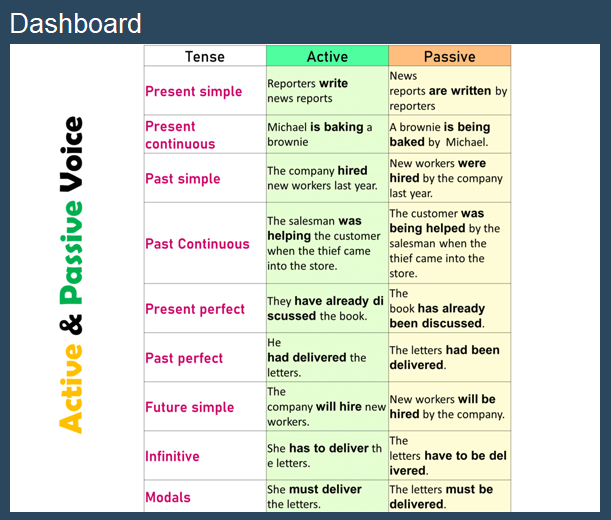 Dashboard
Active & Passive Voice
Tense
Active
Passive
Present simple
Reporters write
news reports
News
reports are written by
reporters
Present
continuous
Michael is baking a
brownie
A brownie is being
baked by Michael.
Past simple
The company hired
new workers last year.
New workers were
hired by the company
last year.
Past Continuous
The salesman was
helping the customer
when the thief came
into the store.
The customer was
being helped by the
salesman when the
thief came into the
store.
Present perfect
They have already di
scussed the book.
The
book has already
been discussed.
Past perfect
He
had delivered the
letters.
The letters had been
delivered.
Future simple
The
company will hire new
workers.
New workers will be
hired by the company.
Infinitive
She has to deliver th
e letters.
The
letters have to be del
ivered.
Modals
She must deliver
the letters.
The letters must be
delivered.